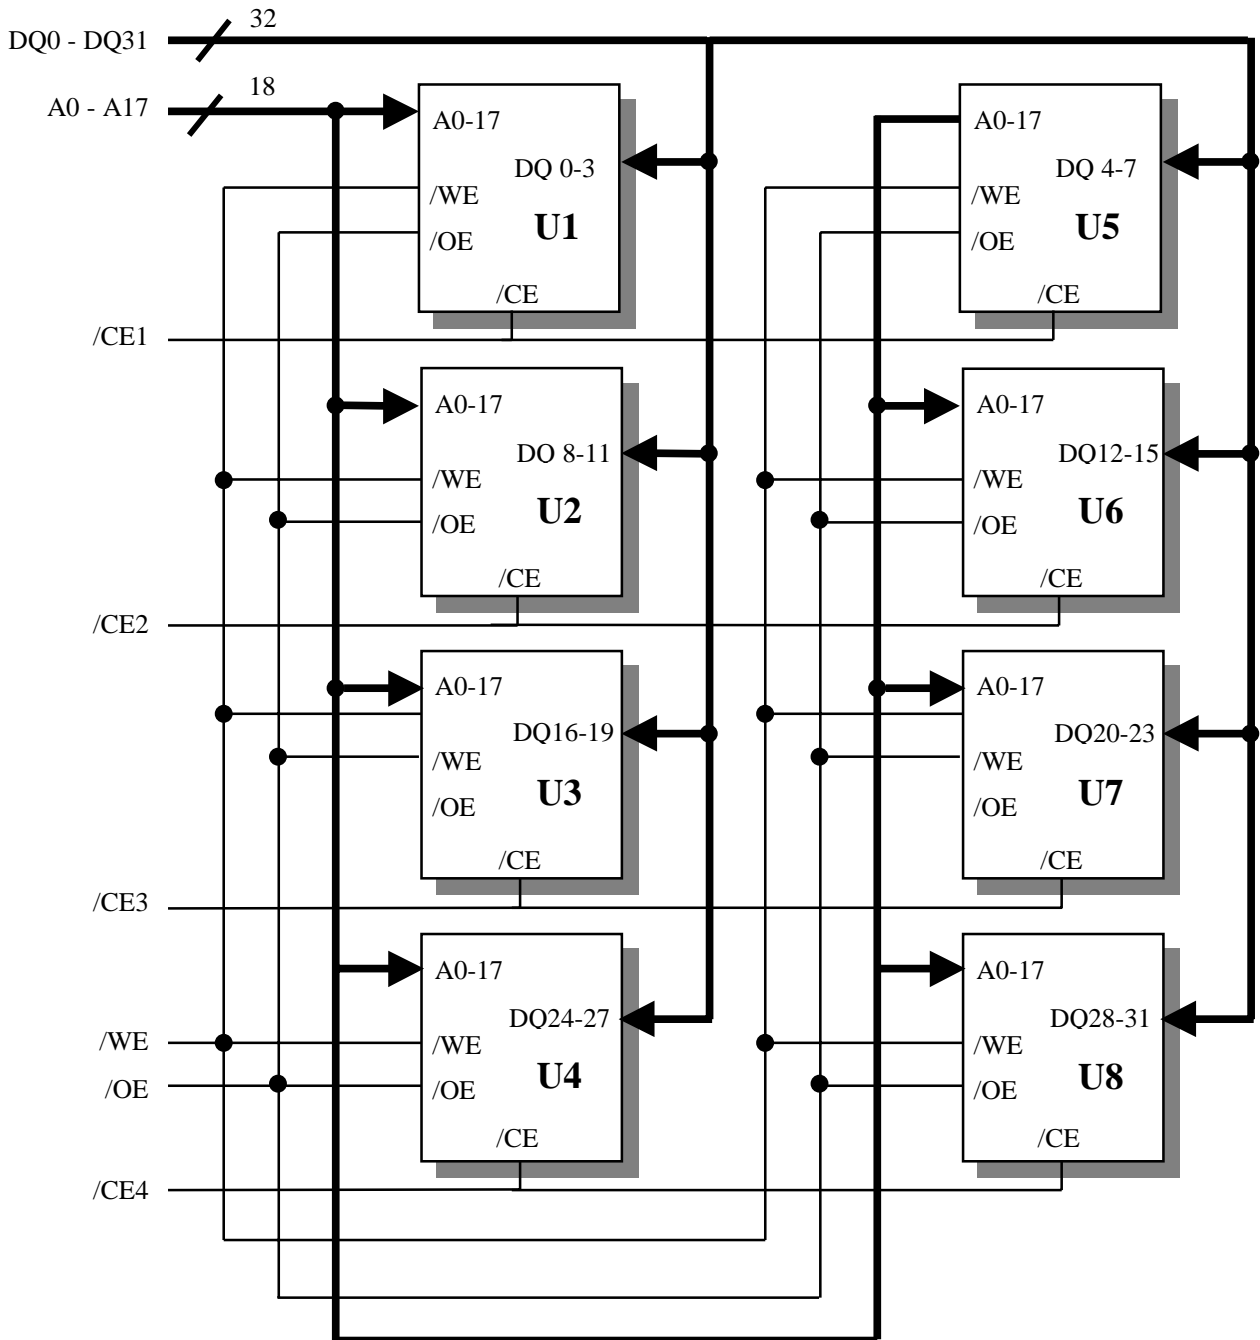 DQ0 - DQ31
32
A0 - A17
18
A0-17
DQ 0-3
/WE
U1
/OE
/CE
A0-17
DQ 4-7
/WE
U5
/OE
/CE
/CE1
A0-17
DQ 8-11
/WE
U2
/OE
/CE
A0-17
DQ12-15
/WE
U6
/OE
/CE
/CE2
A0-17
DQ16-19
/WE
U3
/OE
/CE
A0-17
DQ20-23
/WE
U7
/OE
/CE
/CE3
A0-17
DQ24-27
/WE
U4
/OE
/CE
A0-17
DQ28-31
/WE
U8
/OE
/CE
/WE
/OE
/CE4